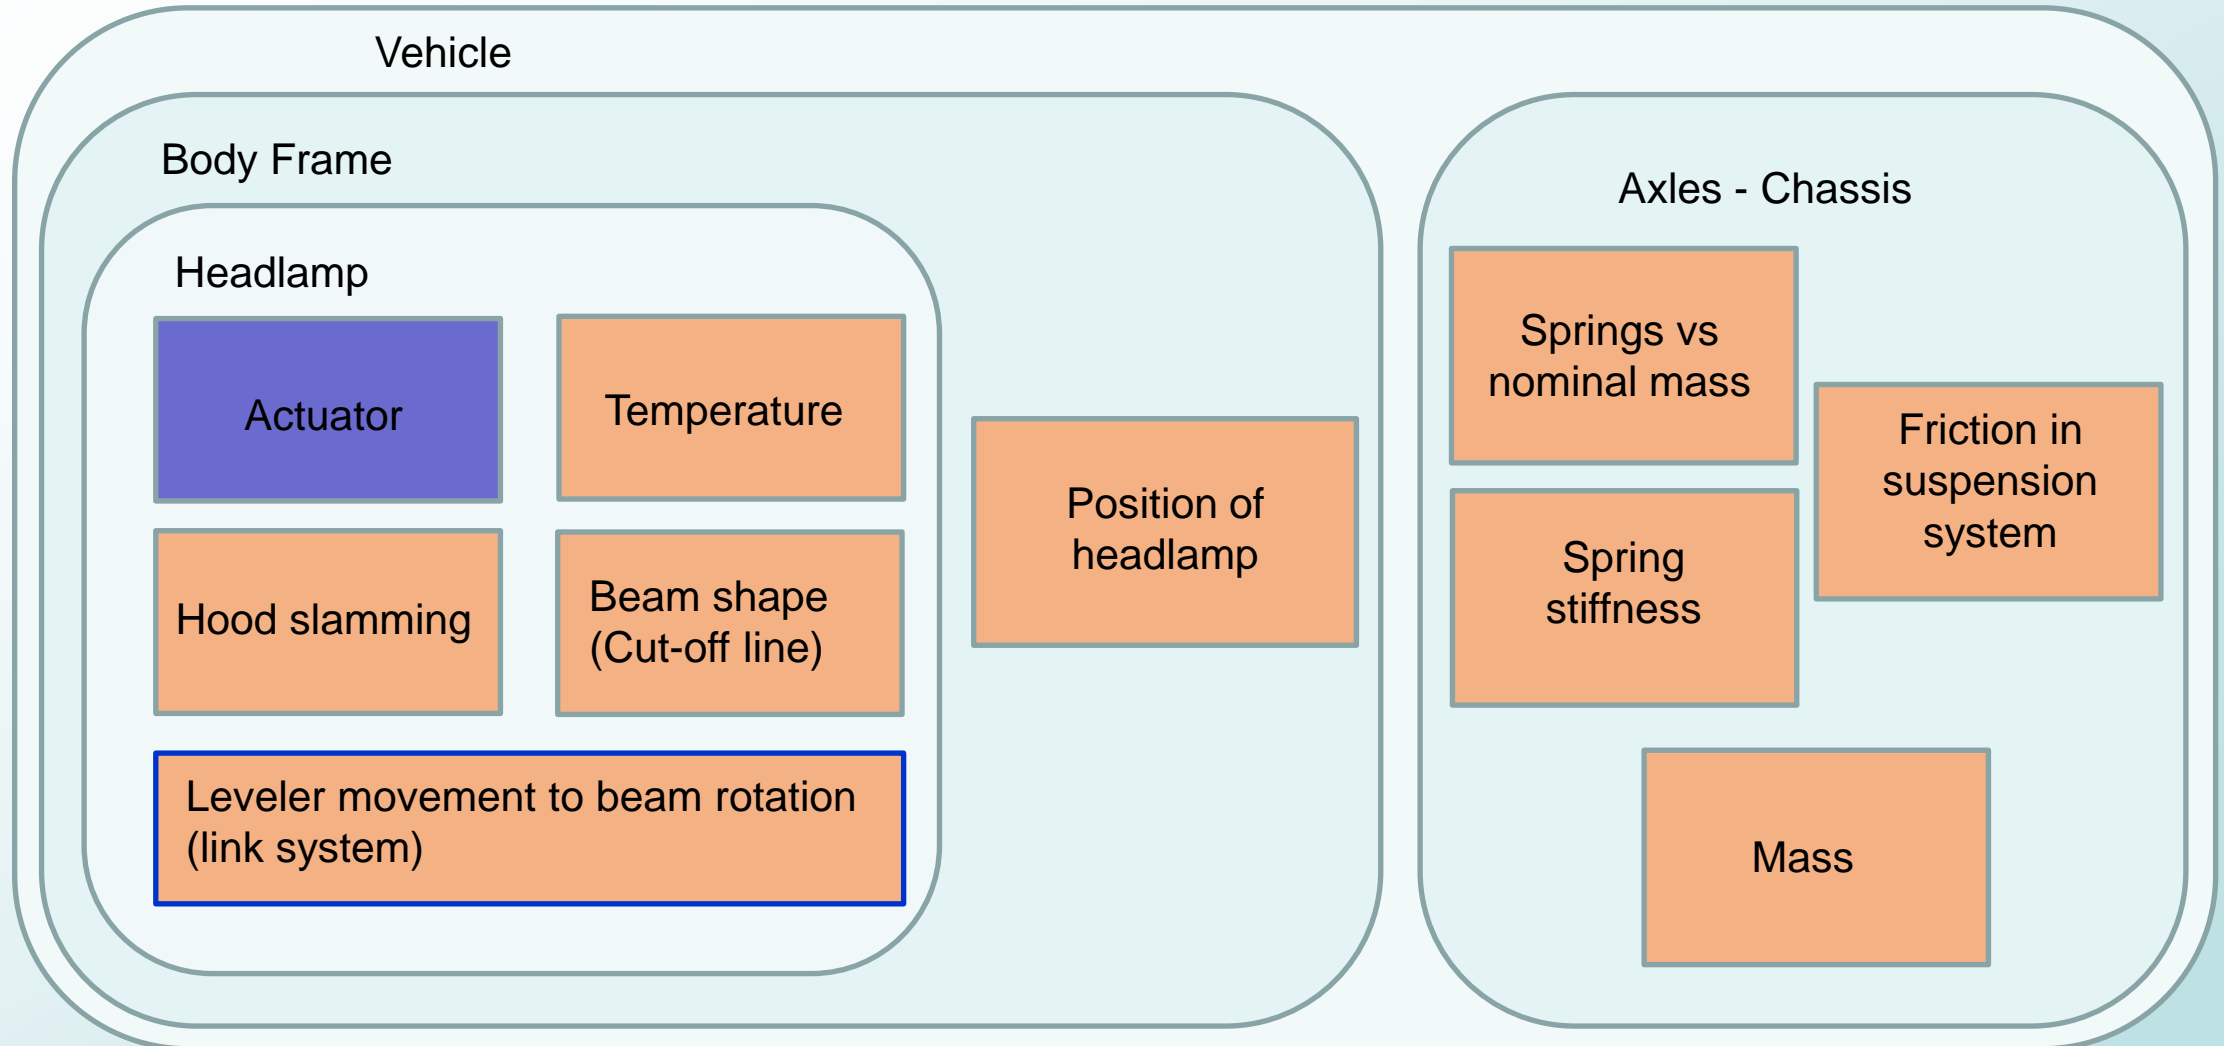 Vehicle
Body Frame
Headlamp
Actuator
Temperature
Hood slamming
Beam shape
(Cut-off line)
Leveler movement to beam rotation
(link system)
Position of
headlamp
Axles - Chassis
Springs vs
nominal mass
Friction in
suspension
system
Spring
stiffness
Mass